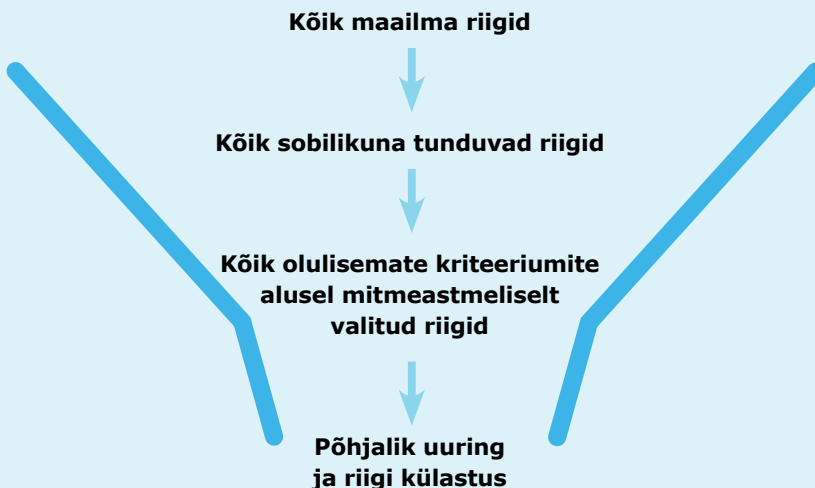 Kõik maailma riigid
Kõik sobilikuna tunduvad riigid
Kõik olulisemate kriteeriumite
alusel mitmeastmeliselt
valitud riigid
Põhjalik uuring
ja riigi külastus